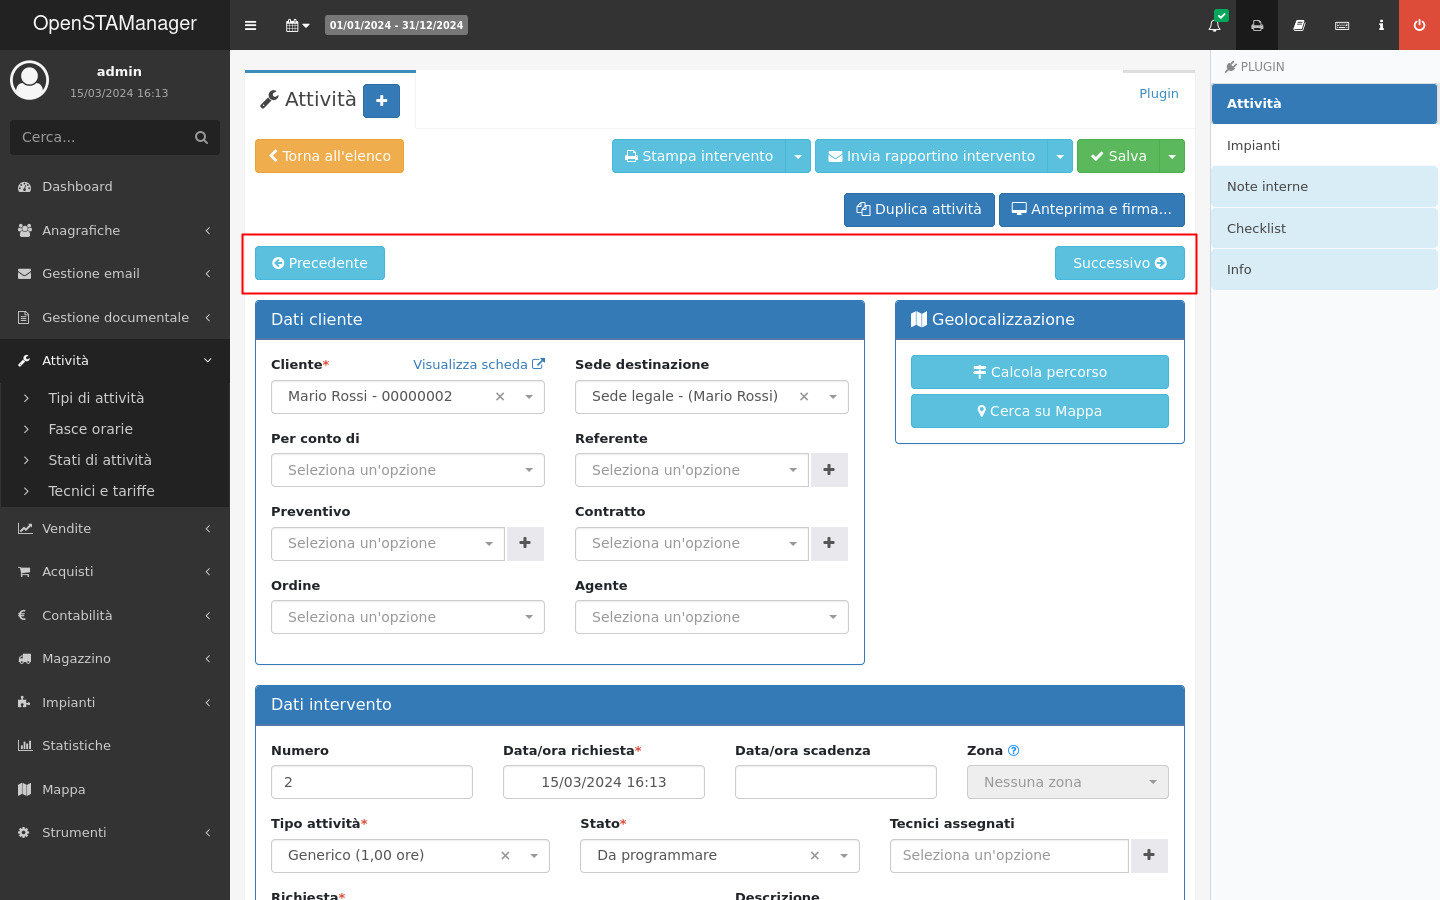 OpenSTAManager
01/01/2024 - 31/12/2024
admin
15/03/2024 16:13
Cerca...
Dashboard
Anagrafiche
Gestione email
Gestione documentale
Attività
Tipi di attività
Fasce orarie
Stati di attività
Tecnici e tariffe
Vendite
Acquisti
Contabilità
Magazzino
Impianti
Statistiche
Mappa
Strumenti
Attività
Plugin
Torna all'elenco
Stampa intervento
Invia rapportino intervento
Salva
Duplica attività
Anteprima e firma...
Precedente
Successivo
Dati cliente
Cliente*
Visualizza scheda
Sede destinazione
Mario Rossi - 00000002
Sede legale - (Mario Rossi)
Per conto di
Referente
Seleziona un'opzione
Seleziona un'opzione
Preventivo
Contratto
Seleziona un'opzione
Seleziona un'opzione
Ordine
Agente
Seleziona un'opzione
Seleziona un'opzione
Geolocalizzazione
Calcola percorso
Cerca su Mappa
Dati intervento
Numero
Data/ora richiesta*
Data/ora scadenza
Zona
2
15/03/2024 16:13
Nessuna zona
Tipo attività*
Stato*
Tecnici assegnati
Generico (1,00 ore)
Da programmare
Seleziona un'opzione
Richiesta*
Descrizione
PLUGIN
Attività
Impianti
Note interne
Checklist
Info